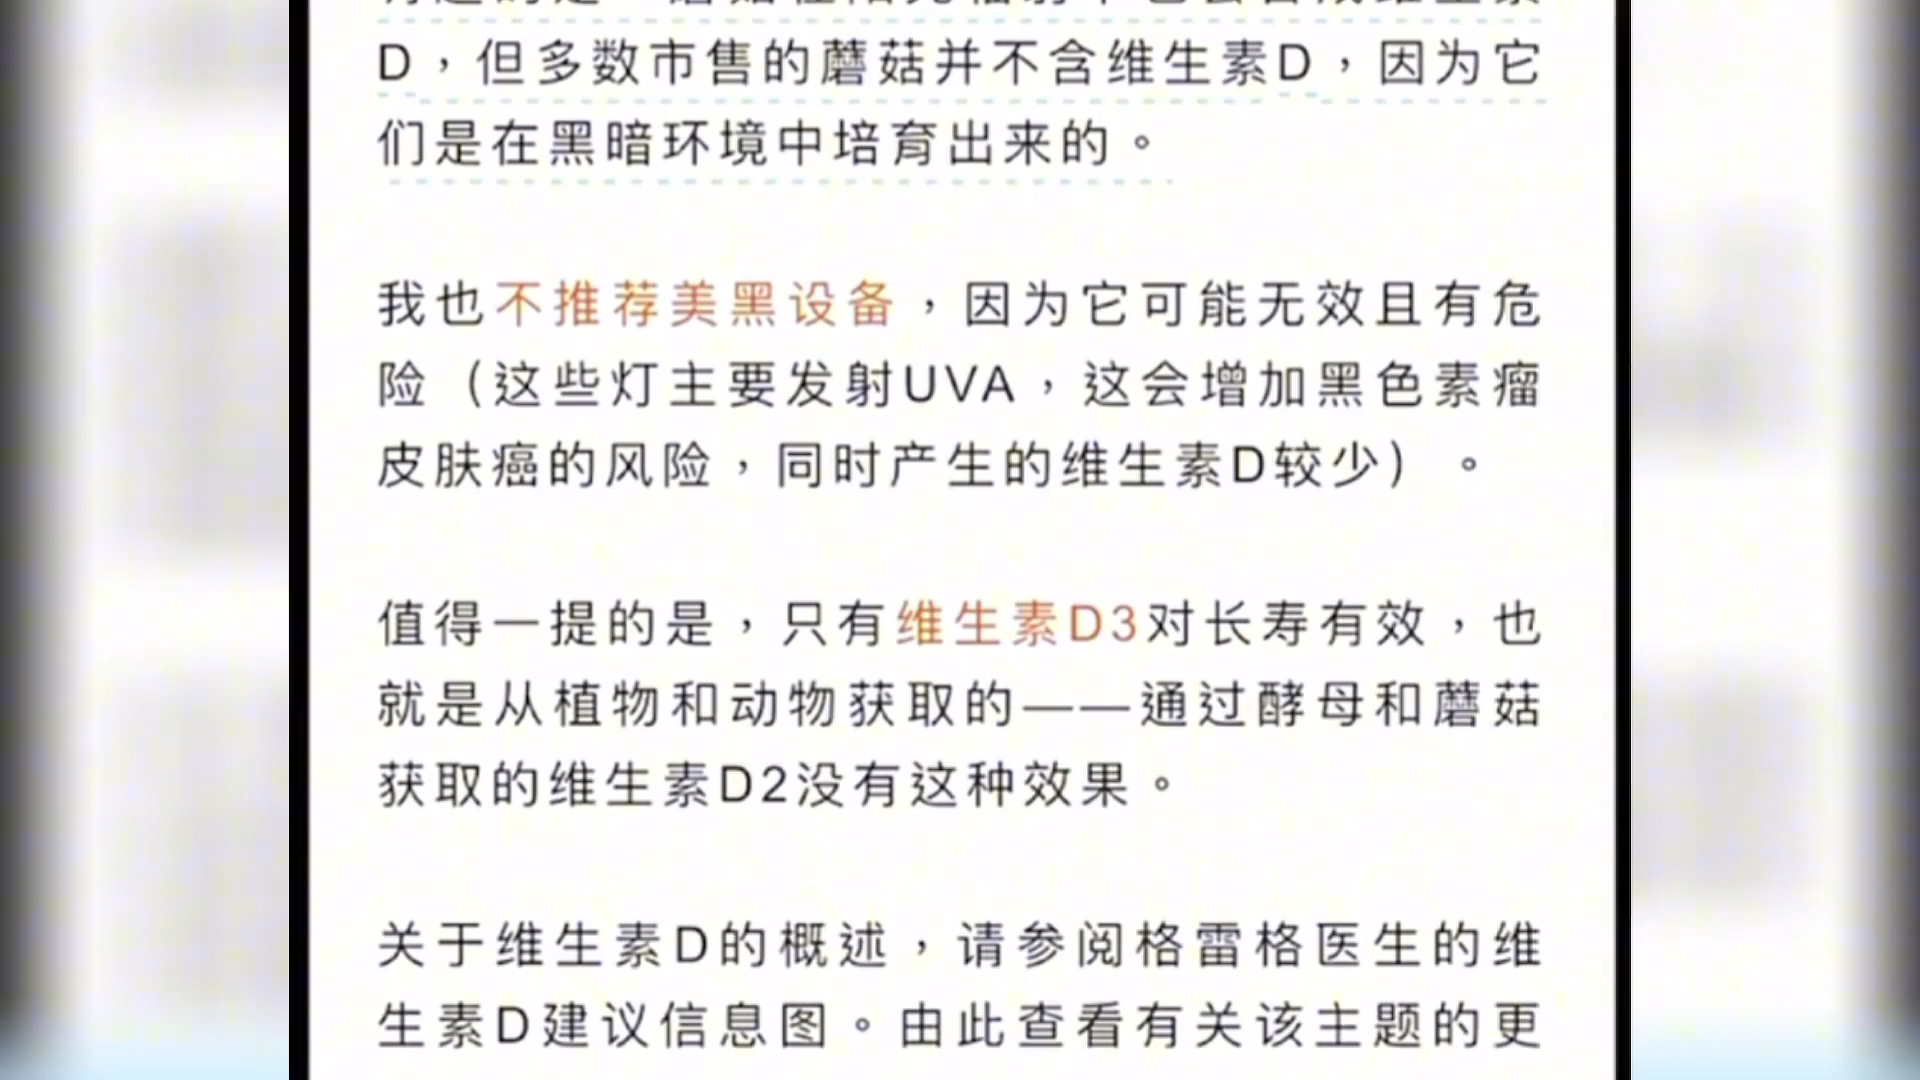 D，但多数市售的蘑菇并不含维生素D，因为它
们是在黑暗环境中培育出来的。
我也不推荐美黑设备，因为它可能无效且有危
险（这些灯主要发射UVA，这会增加黑色素瘤
皮肤癌的风险，同时产生的维生素D较少）。
值得一提的是，只有维生素D3对长寿有效，也
就是从植物和动物获取的——通过酵母和蘑菇
获取的维生素D2没有这种效果。
关于维生素D的概述，请参阅格雷格医生的维
生素D建议信息图。由此查看有关该主题的更